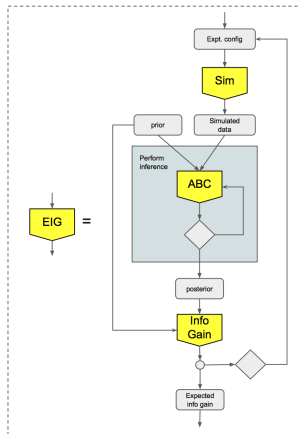 Expt. config
Sim
prior
Simulated
data
Perform
inference
ABC
EIG
=
posterior
Info
Gain
Expected
info gain